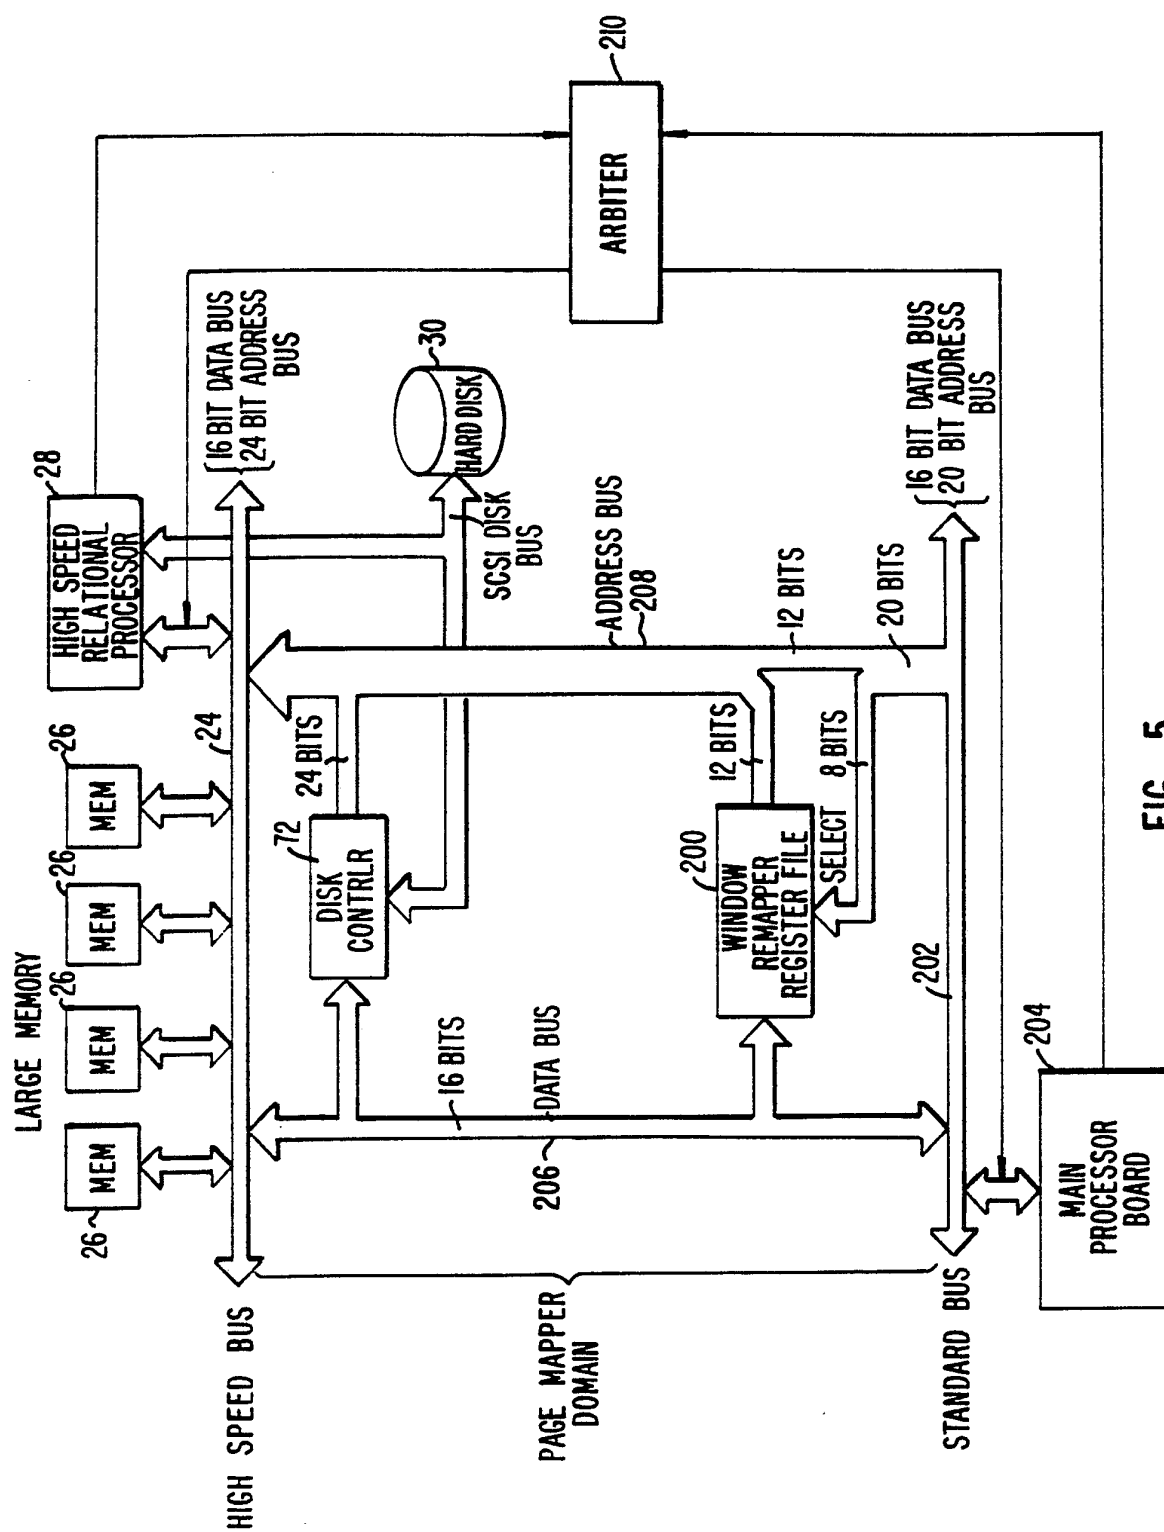 LARGE MEMORY
26
MEM
26
MEM
26
MEM
26
MEM
28
HIGH SPEED
RELATIONAL
PROCESSOR
HIGH SPEED BUS
24
16 BIT DATA BUS
24 BIT ADDRESS
BUS
72
DISK
CONTRLR
24 BITS
30
HARD DISK
SCSI DISK
BUS
16 BITS
DATA BUS
206
ADDRESS BUS
208
PAGE MAPPER
DOMAIN
ARBITER
210
200
WINDOW
REMAPPER
REGISTER FILE
12 BITS
12 BITS
SELECT
8 BITS
20 BITS
STANDARD BUS
202
16 BIT DATA BUS
20 BIT ADDRESS
BUS
204
MAIN
PROCESSOR
BOARD
FIG. 5